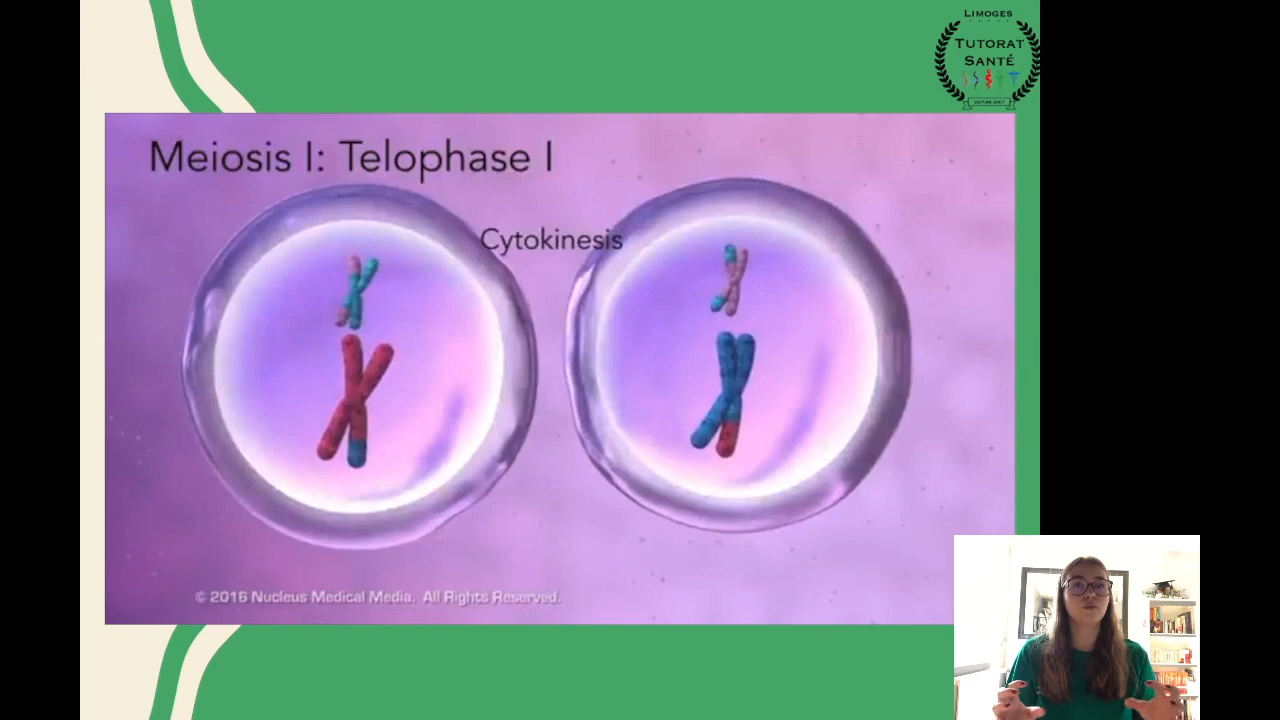 LIMOGES
TUTORAT
SANTÉ
Meiosis I: Telophase I
Cytokinesis
© 2016 Nucleus Medical Media. All Rights Reserved.